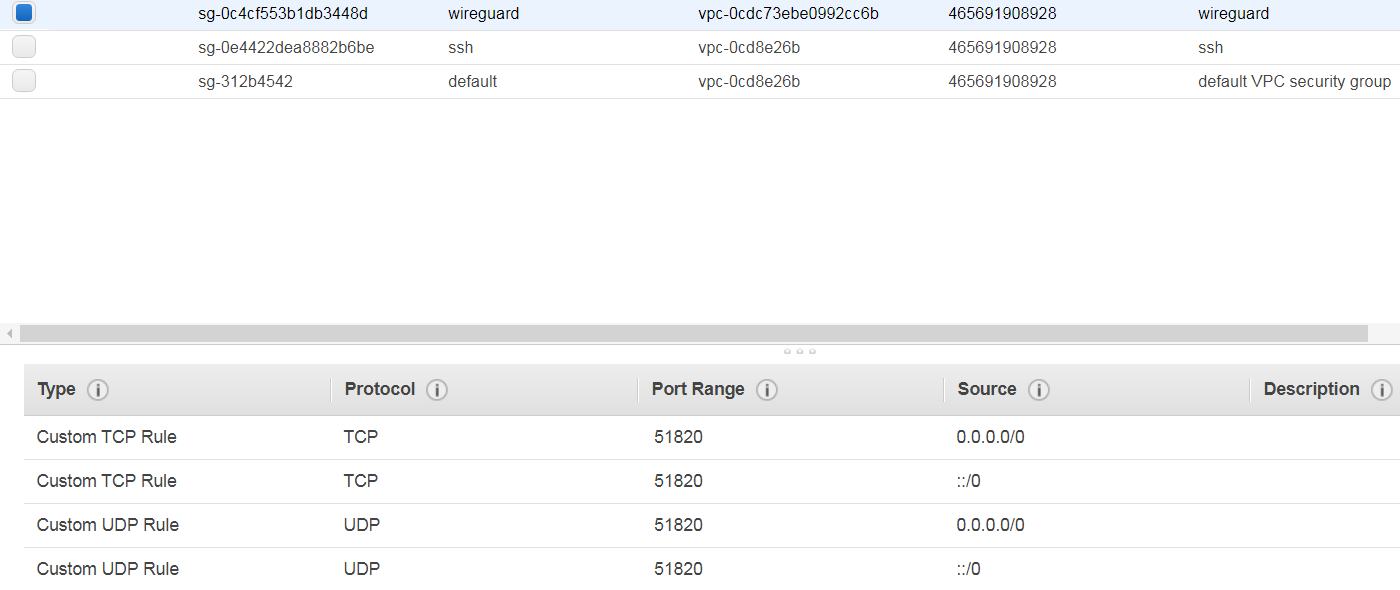 sg-0c4cf553b1db3448d wireguard vpc-0cdc73ebe0992cc6b 465691908928 wireguard
sg-0e4422dea8882b6be ssh vpc-0cd8e26b 465691908928 ssh
sg-312b4542 default vpc-0cd8e26b 465691908928 default VPC security group
Type Protocol Port Range Source Description
Custom TCP Rule TCP 51820 0.0.0.0/0
Custom TCP Rule TCP 51820 ::/0
Custom UDP Rule UDP 51820 0.0.0.0/0
Custom UDP Rule UDP 51820 ::/0